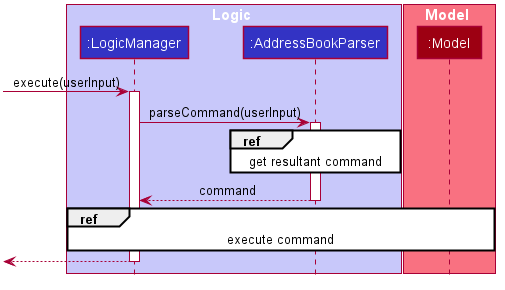 Logic
Model
:LogicManager
:AddressBookParser
:Model
execute(userInput)
parseCommand(userInput)
ref
get resultant command
command
ref
execute command